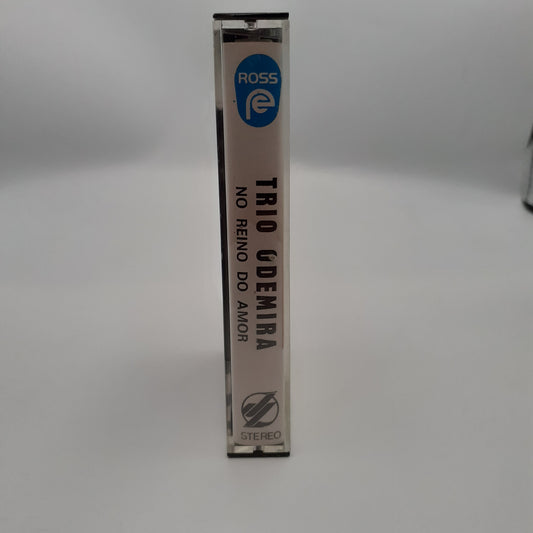 ROSS
TRIO ODEMIRA
NO REINO DO AMOR
STEREO